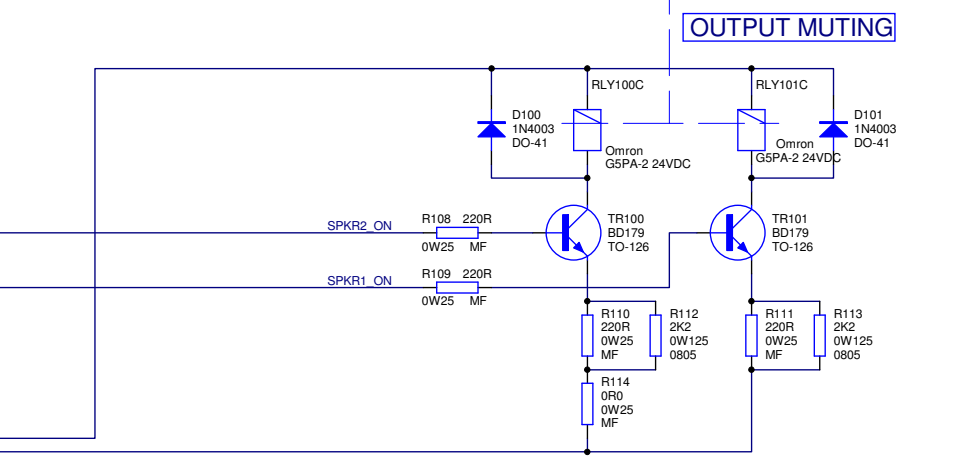 OUTPUT MUTING
RLY100C
RLY101C
D100
1N4003
DO-41
D101
1N4003
DO-41
Omron
G5PA-2 24VDC
Omron
G5PA-2 24VDC
SPKR2_ON
R108 220R
0W25 MF
TR100
BD179
TO-126
TR101
BD179
TO-126
SPKR1_ON
R109 220R
0W25 MF
R110
220R
0W25
MF
R112
2K2
0W125
0805
R111
220R
0W25
MF
R113
2K2
0W125
0805
R114
0R0
0W25
MF